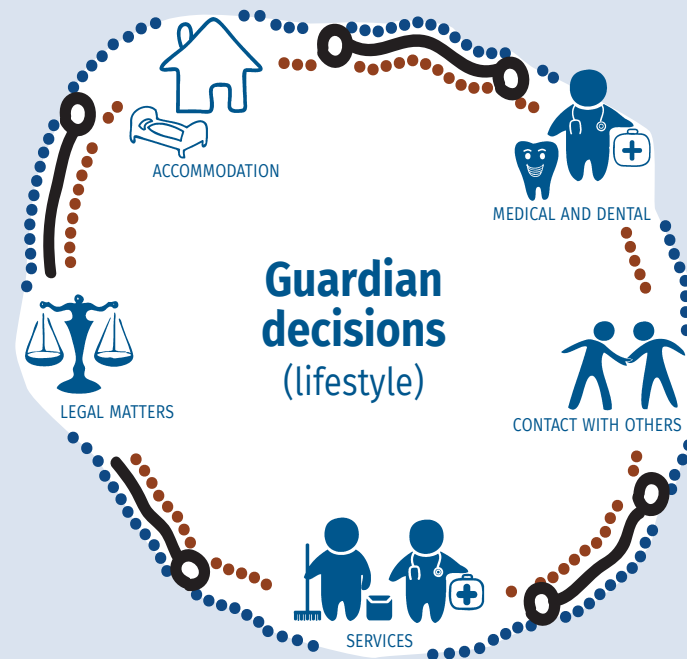 ACCOMMODATION
MEDICAL AND DENTAL
Guardian
decisions
(lifestyle)
LEGAL MATTERS
CONTACT WITH OTHERS
SERVICES